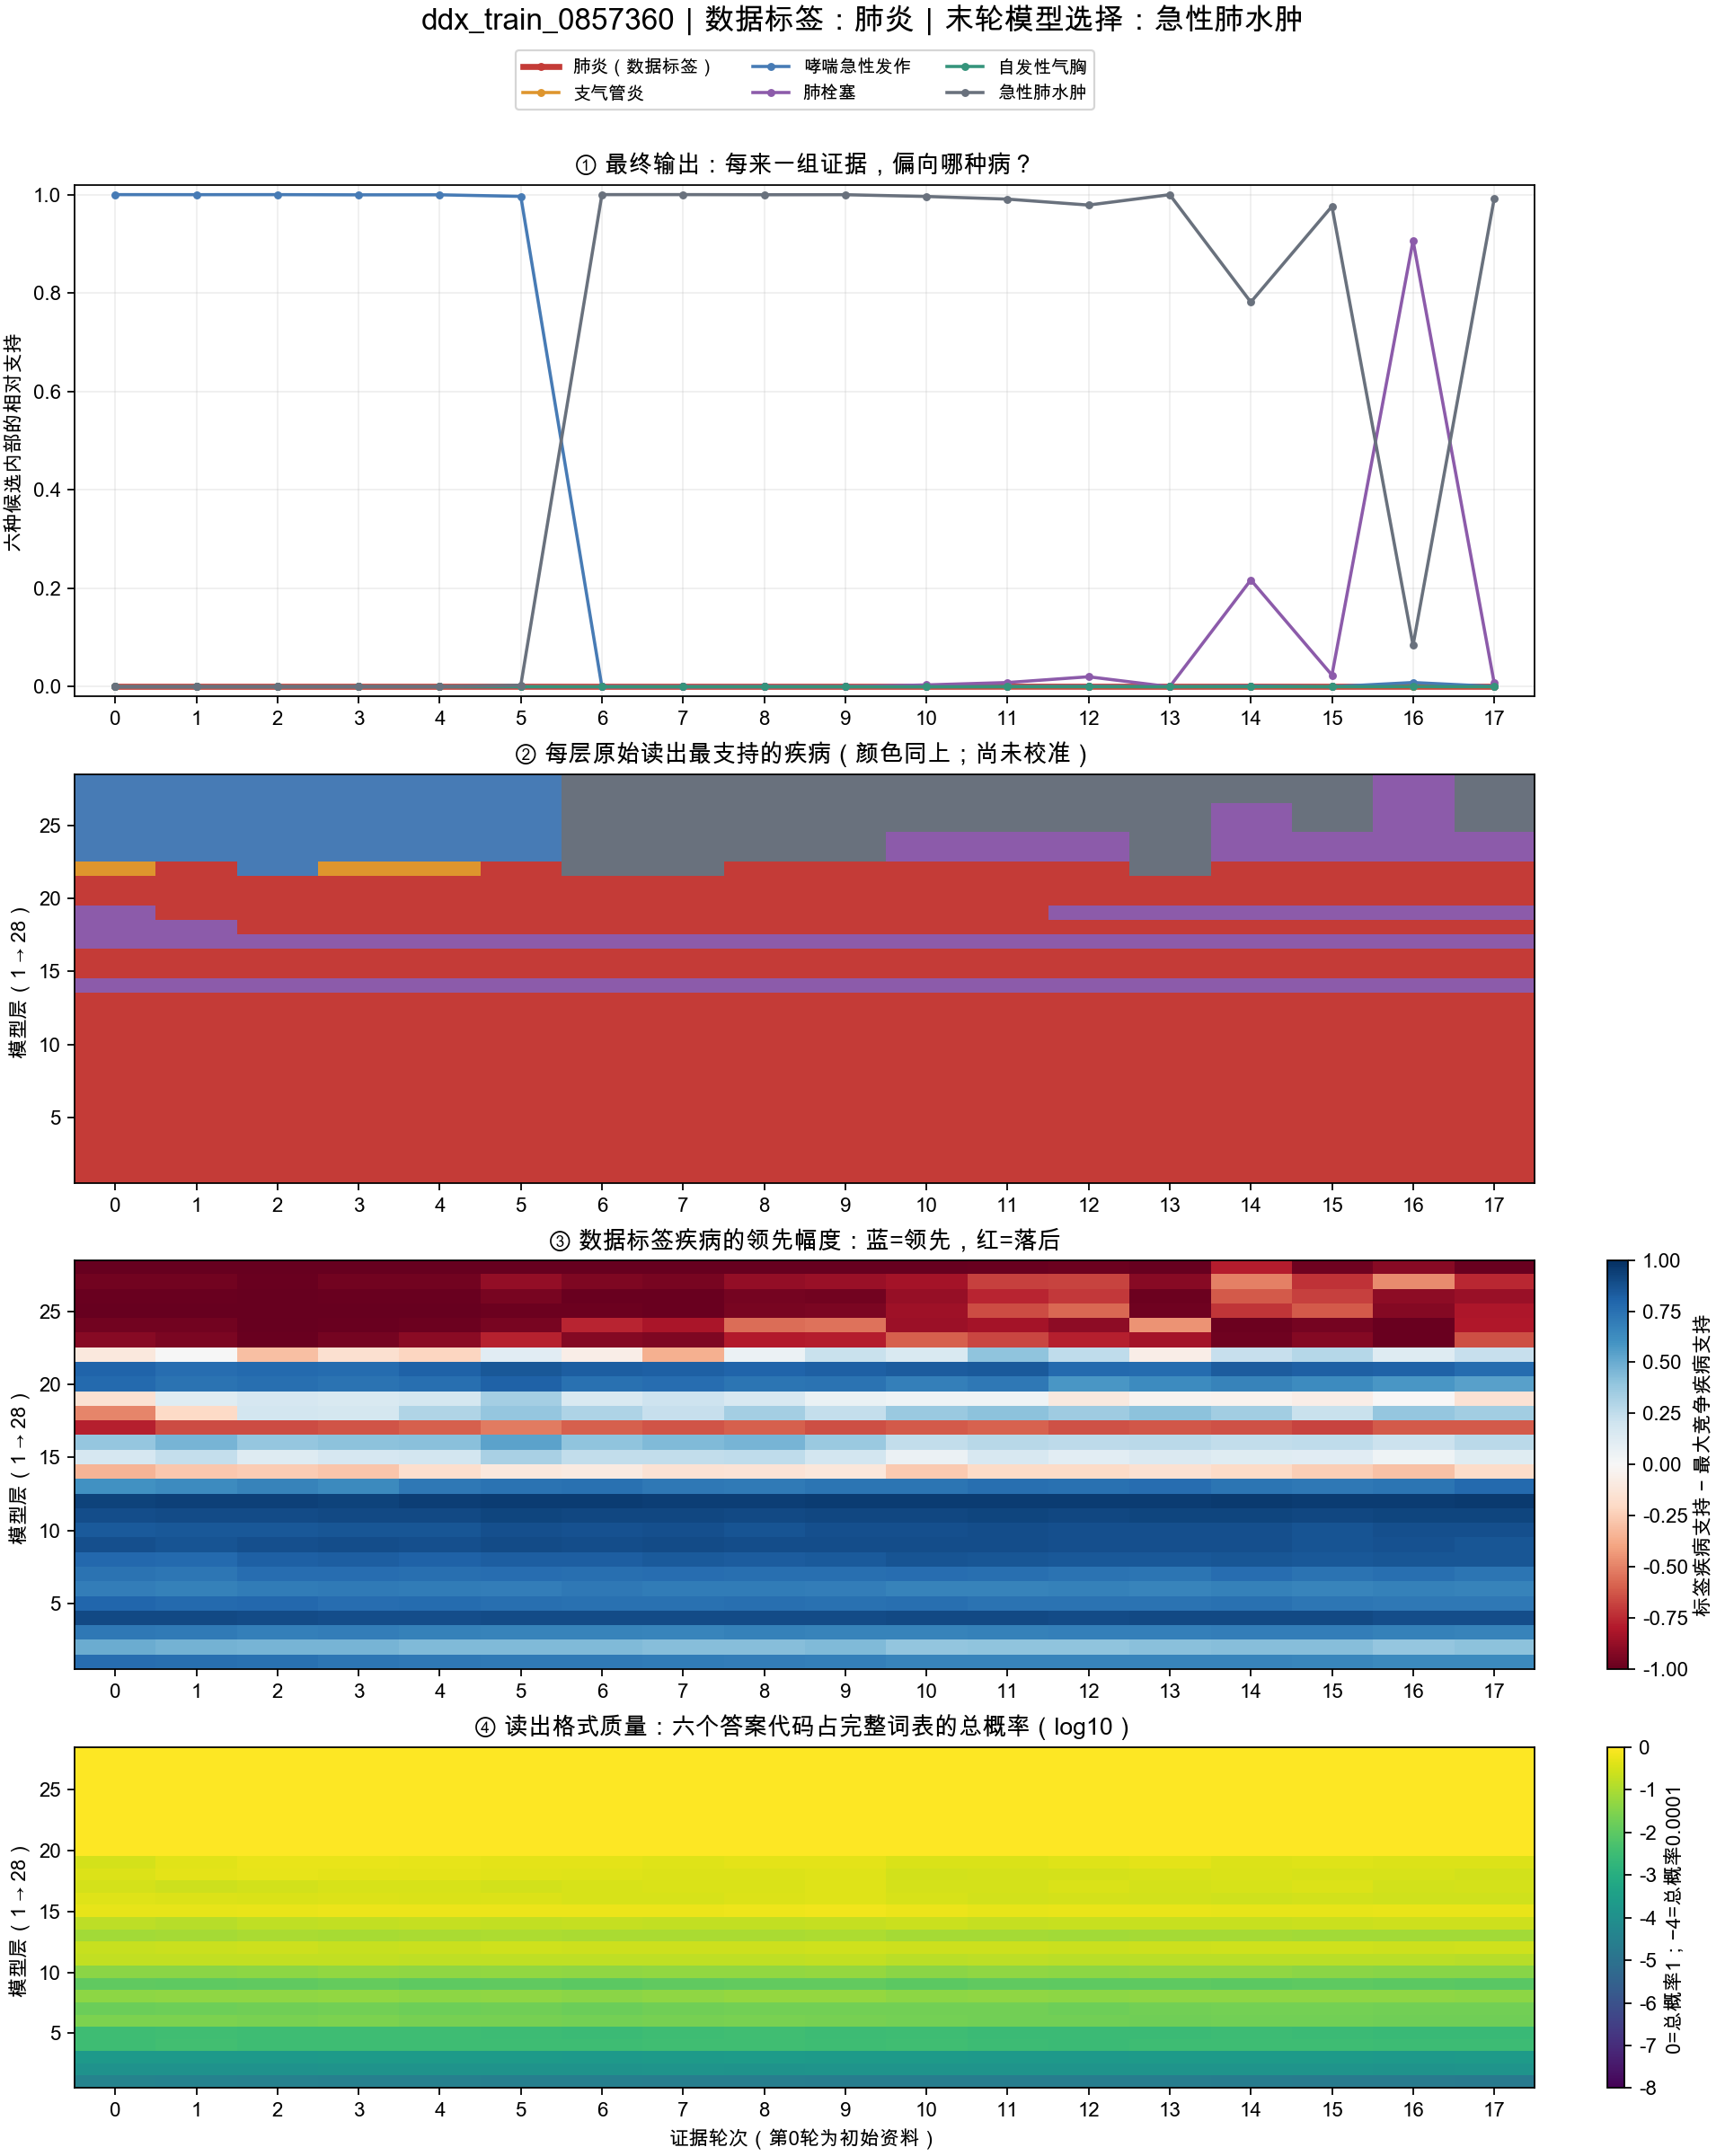 ddx_train_0857360 | 数据标签：肺炎 | 末轮模型选择：急性肺水肿
肺炎（数据标签）
支气管炎
哮喘急性发作
肺栓塞
自发性气胸
急性肺水肿
① 最终输出：每来一组证据，偏向哪种病？
六种候选内部的相对支持
1.0
0.8
0.6
0.4
0.2
0.0
0 1 2 3 4 5 6 7 8 9 10 11 12 13 14 15 16 17
② 每层原始读出最支持的疾病（颜色同上；尚未校准）
模型层（1→28）
25
20
15
10
5
0 1 2 3 4 5 6 7 8 9 10 11 12 13 14 15 16 17
③ 数据标签疾病的领先幅度：蓝=领先，红=落后
模型层（1→28）
25
20
15
10
5
0 1 2 3 4 5 6 7 8 9 10 11 12 13 14 15 16 17
1.00
0.75
0.50
0.25
0.00
-0.25
-0.50
-0.75
-1.00
标签疾病支持 − 最大竞争疾病支持
④ 读出格式质量：六个答案代码占完整词表的总概率（log10）
模型层（1→28）
25
20
15
10
5
0 1 2 3 4 5 6 7 8 9 10 11 12 13 14 15 16 17
0
-1
-2
-3
-4
-5
-6
-7
-8
0=总概率1；−4=总概率0.0001
证据轮次（第0轮为初始资料）